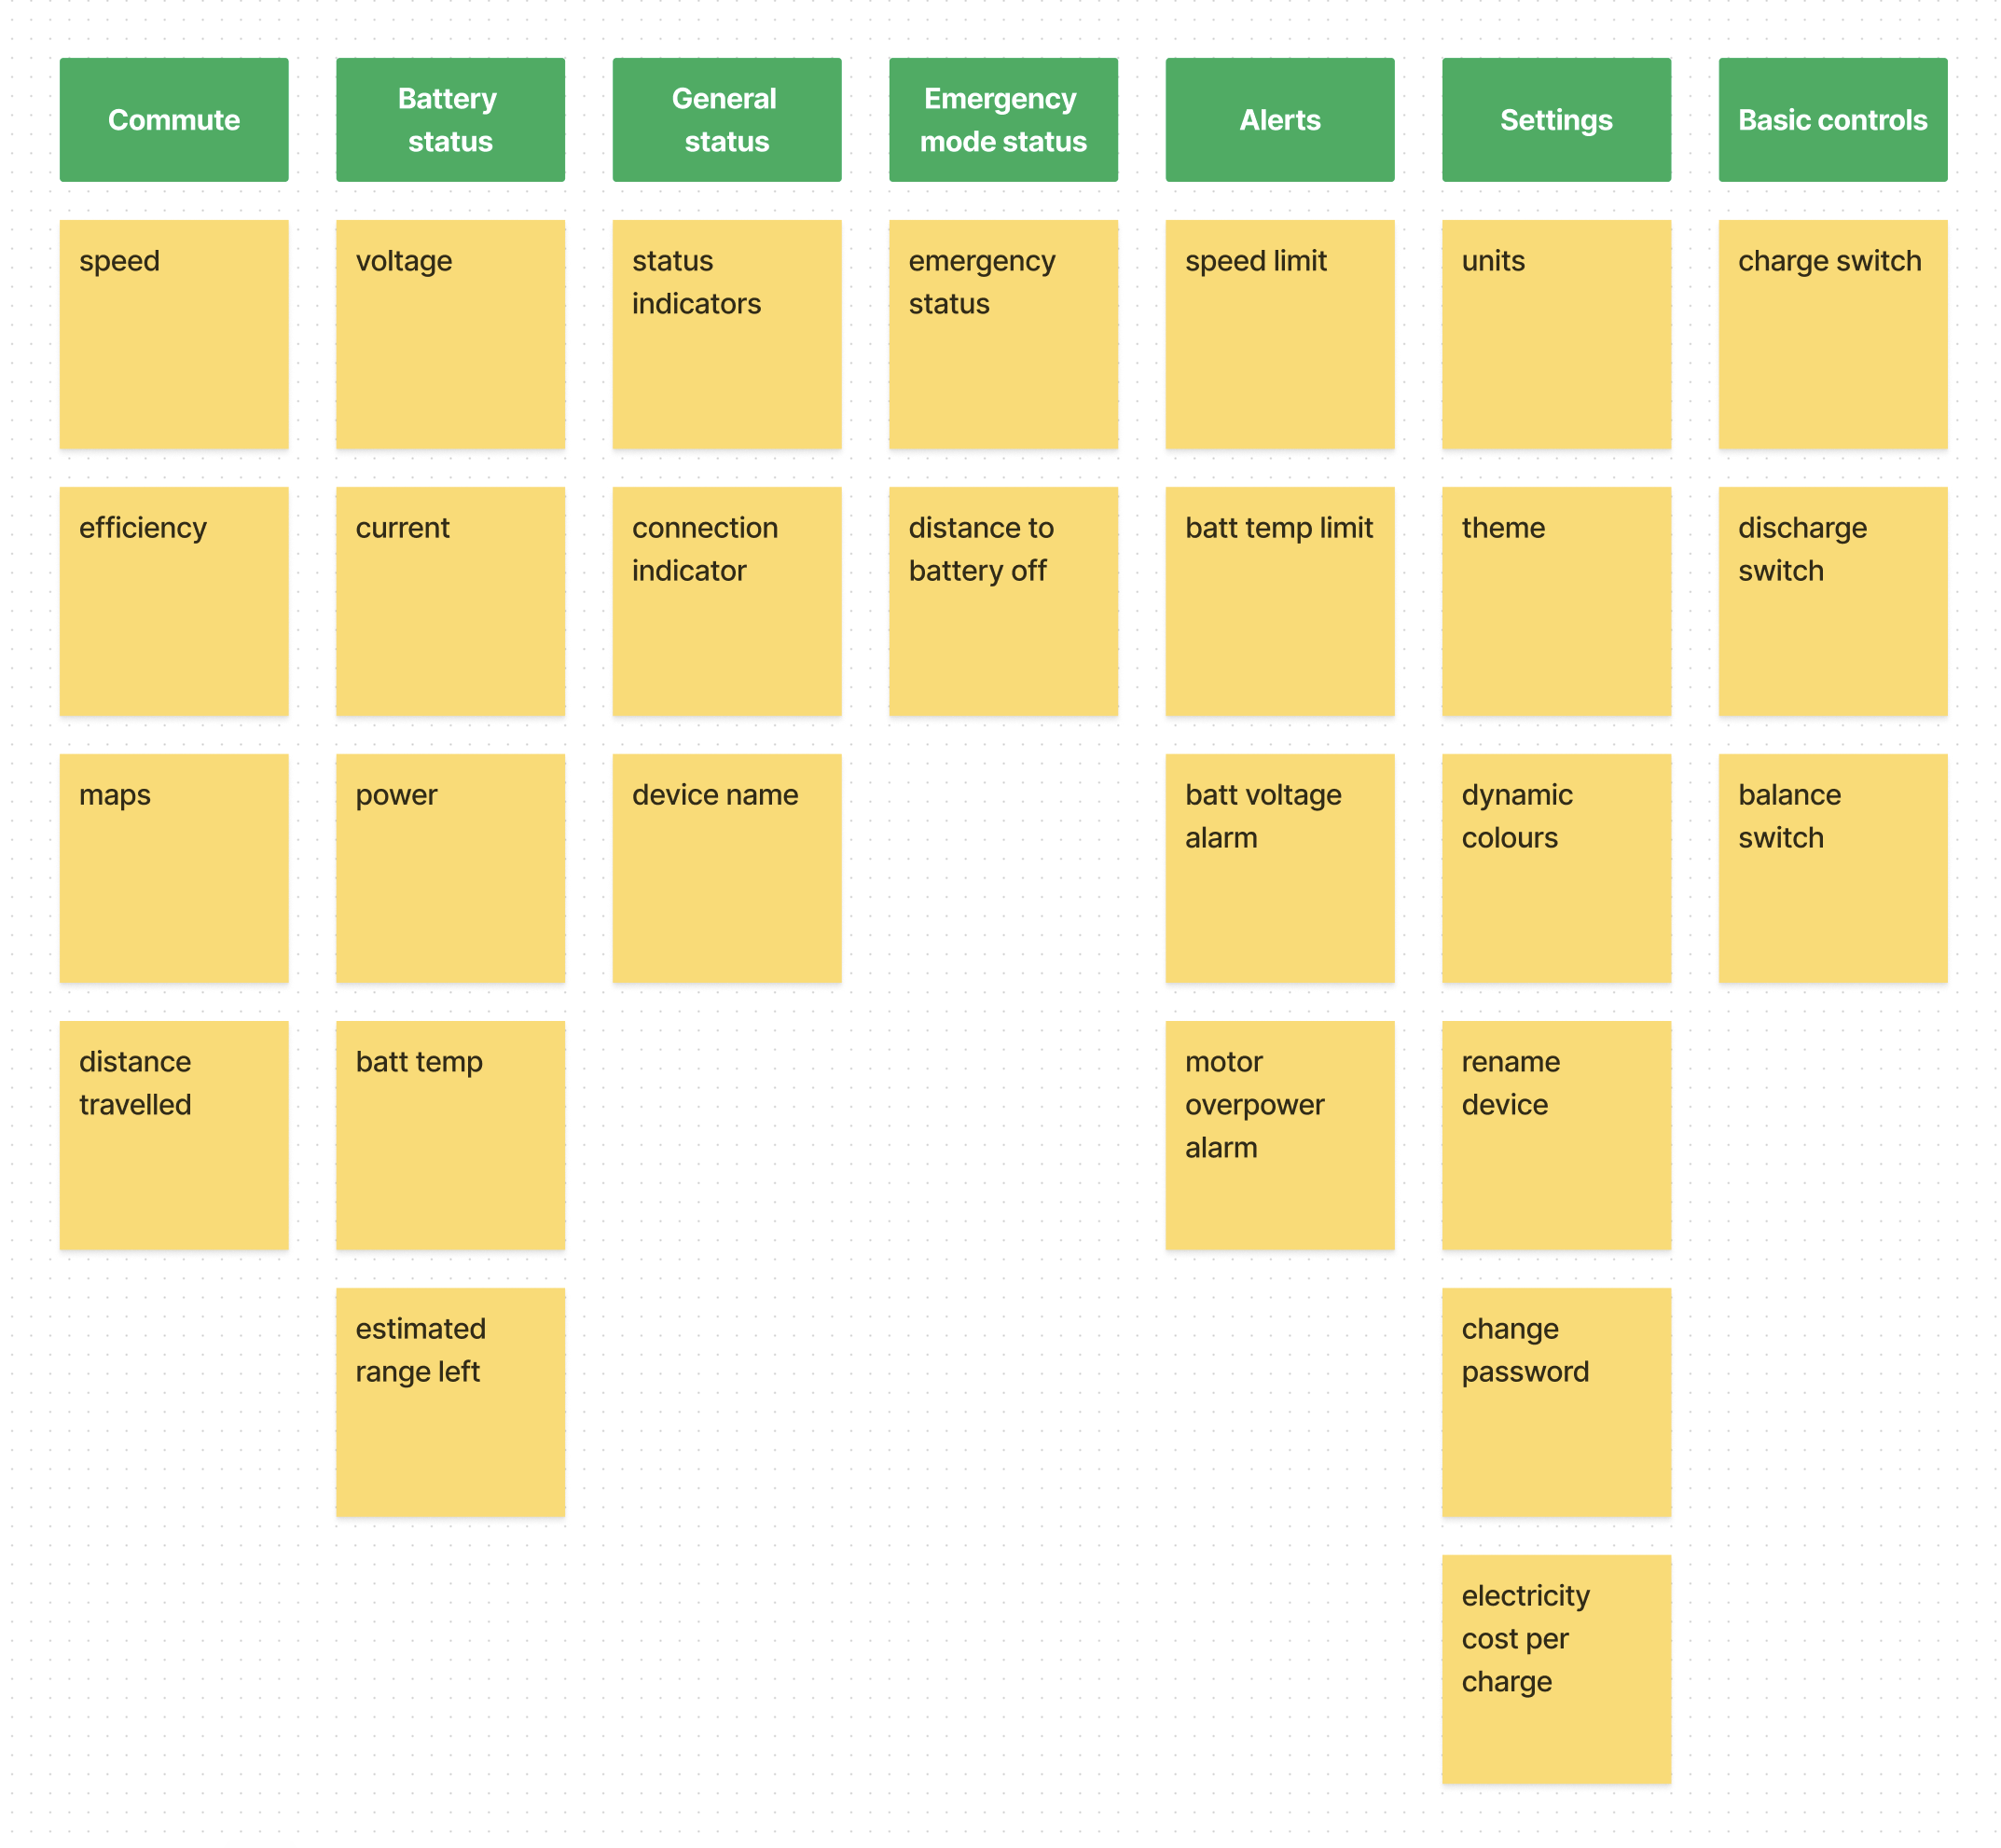 Commute
Battery
status
General
status
Emergency
mode status
Alerts
Settings
Basic controls
speed
voltage
status
indicators
emergency
status
speed limit
units
charge switch
efficiency
current
connection
indicator
distance to
battery off
batt temp limit
theme
discharge
switch
maps
power
device name
batt voltage
alarm
dynamic
colours
balance
switch
distance
travelled
batt temp
motor
overpower
alarm
rename
device
estimated
range left
change
password
electricity
cost per
charge